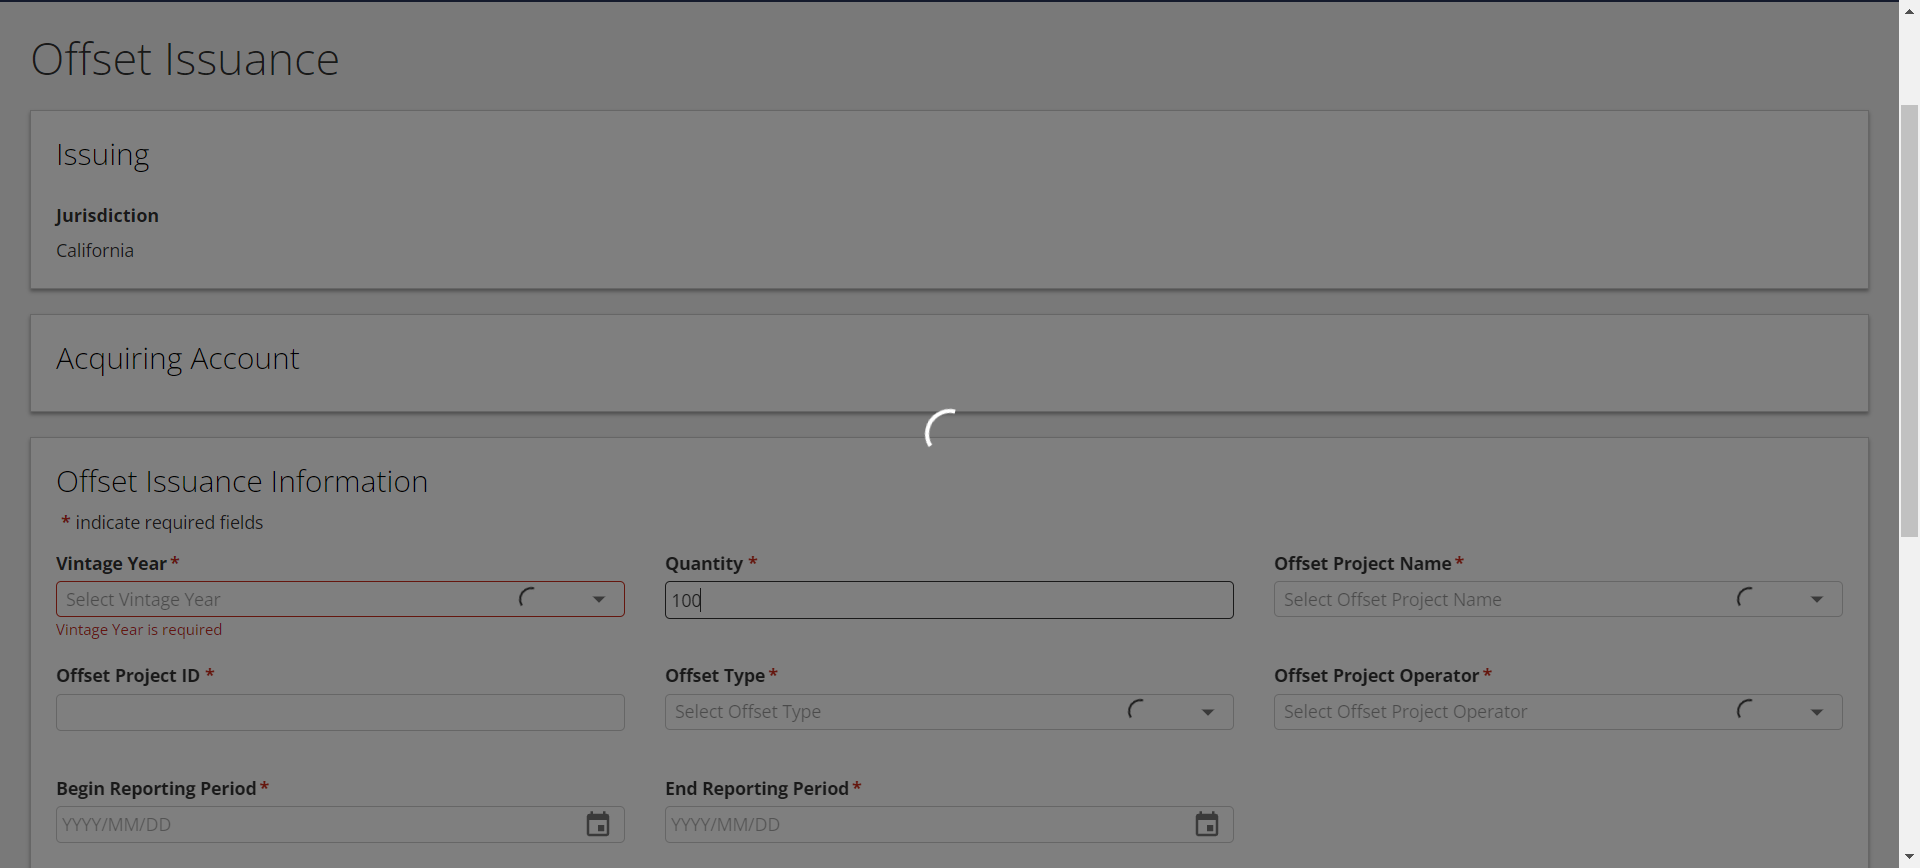 Offset Issuance
Issuing
Jurisdiction
California
Acquiring Account
Offset Issuance Information
* indicate required fields
Vintage Year *
Select Vintage Year
Vintage Year is required
Quantity *
100
Offset Project Name *
Select Offset Project Name
Offset Project ID *
Offset Type *
Select Offset Type
Offset Project Operator *
Select Offset Project Operator
Begin Reporting Period *
YYYY/MM/DD
End Reporting Period *
YYYY/MM/DD